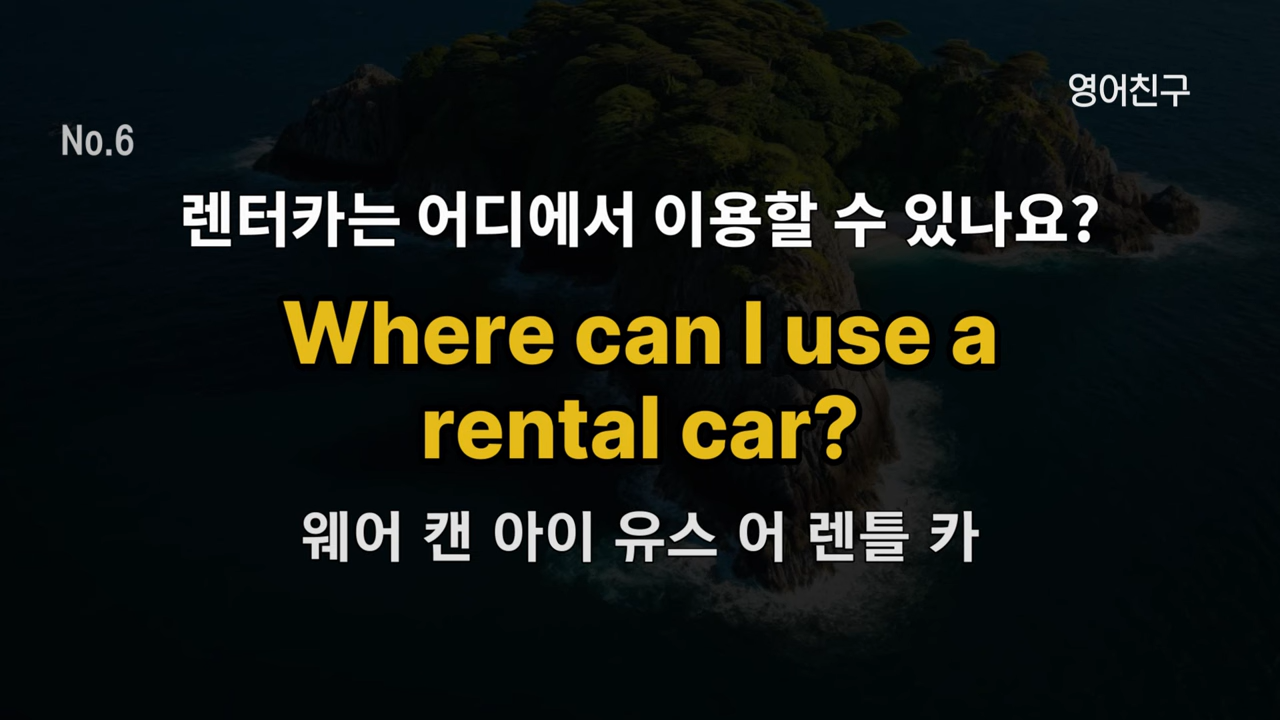 영어친구
No.6
렌터카는 어디에서 이용할 수 있나요?
Where can I use a
rental car?
웨어 캔 아이 유스 어 렌틀 카